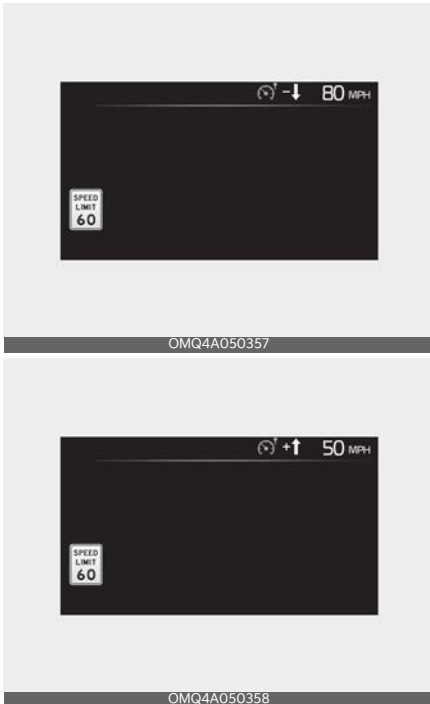 80 MPH
SPEED
LIMIT
60
OMQ4A050357
50 MPH
SPEED
LIMIT
60
OMQ4A050358